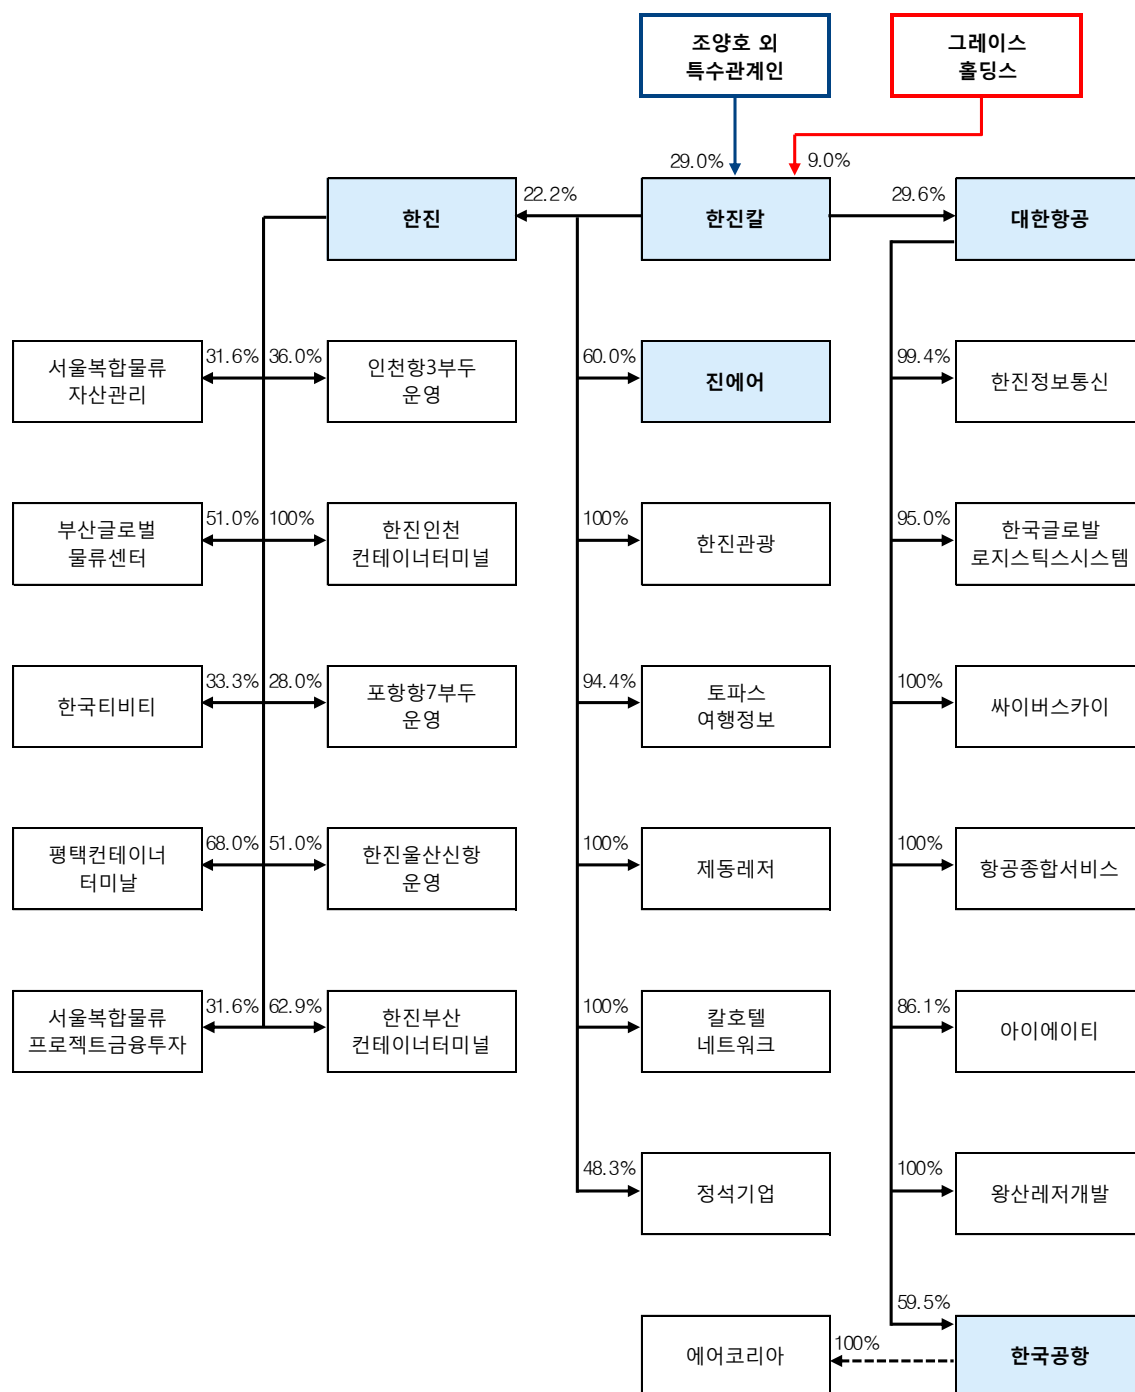 조양호 외
특수관계인
그레이스
홀딩스
29.0%
9.0%
22.2%
29.6%
한진
한진칼
대한항공
31.6%
36.0%
60.0%
99.4%
서울복합물류
자산관리
인천항3부두
운영
진에어
한진정보통신
51.0%
100%
100%
95.0%
부산글로벌
물류센터
한진인천
컨테이너터미널
한진관광
한국글로발
로지스틱스시스템
33.3%
28.0%
94.4%
100%
한국티비티
포항항7부두
운영
토파스
여행정보
싸이버스카이
68.0%
51.0%
100%
100%
평택컨테이너
터미날
한진울산신항
운영
제동레저
항공종합서비스
31.6%
62.9%
100%
86.1%
서울복합물류
프로젝트금융투자
한진부산
컨테이너터미널
칼호텔
네트워크
아이에이티
48.3%
100%
정석기업
왕산레저개발
59.5%
에어코리아
100%
한국공항